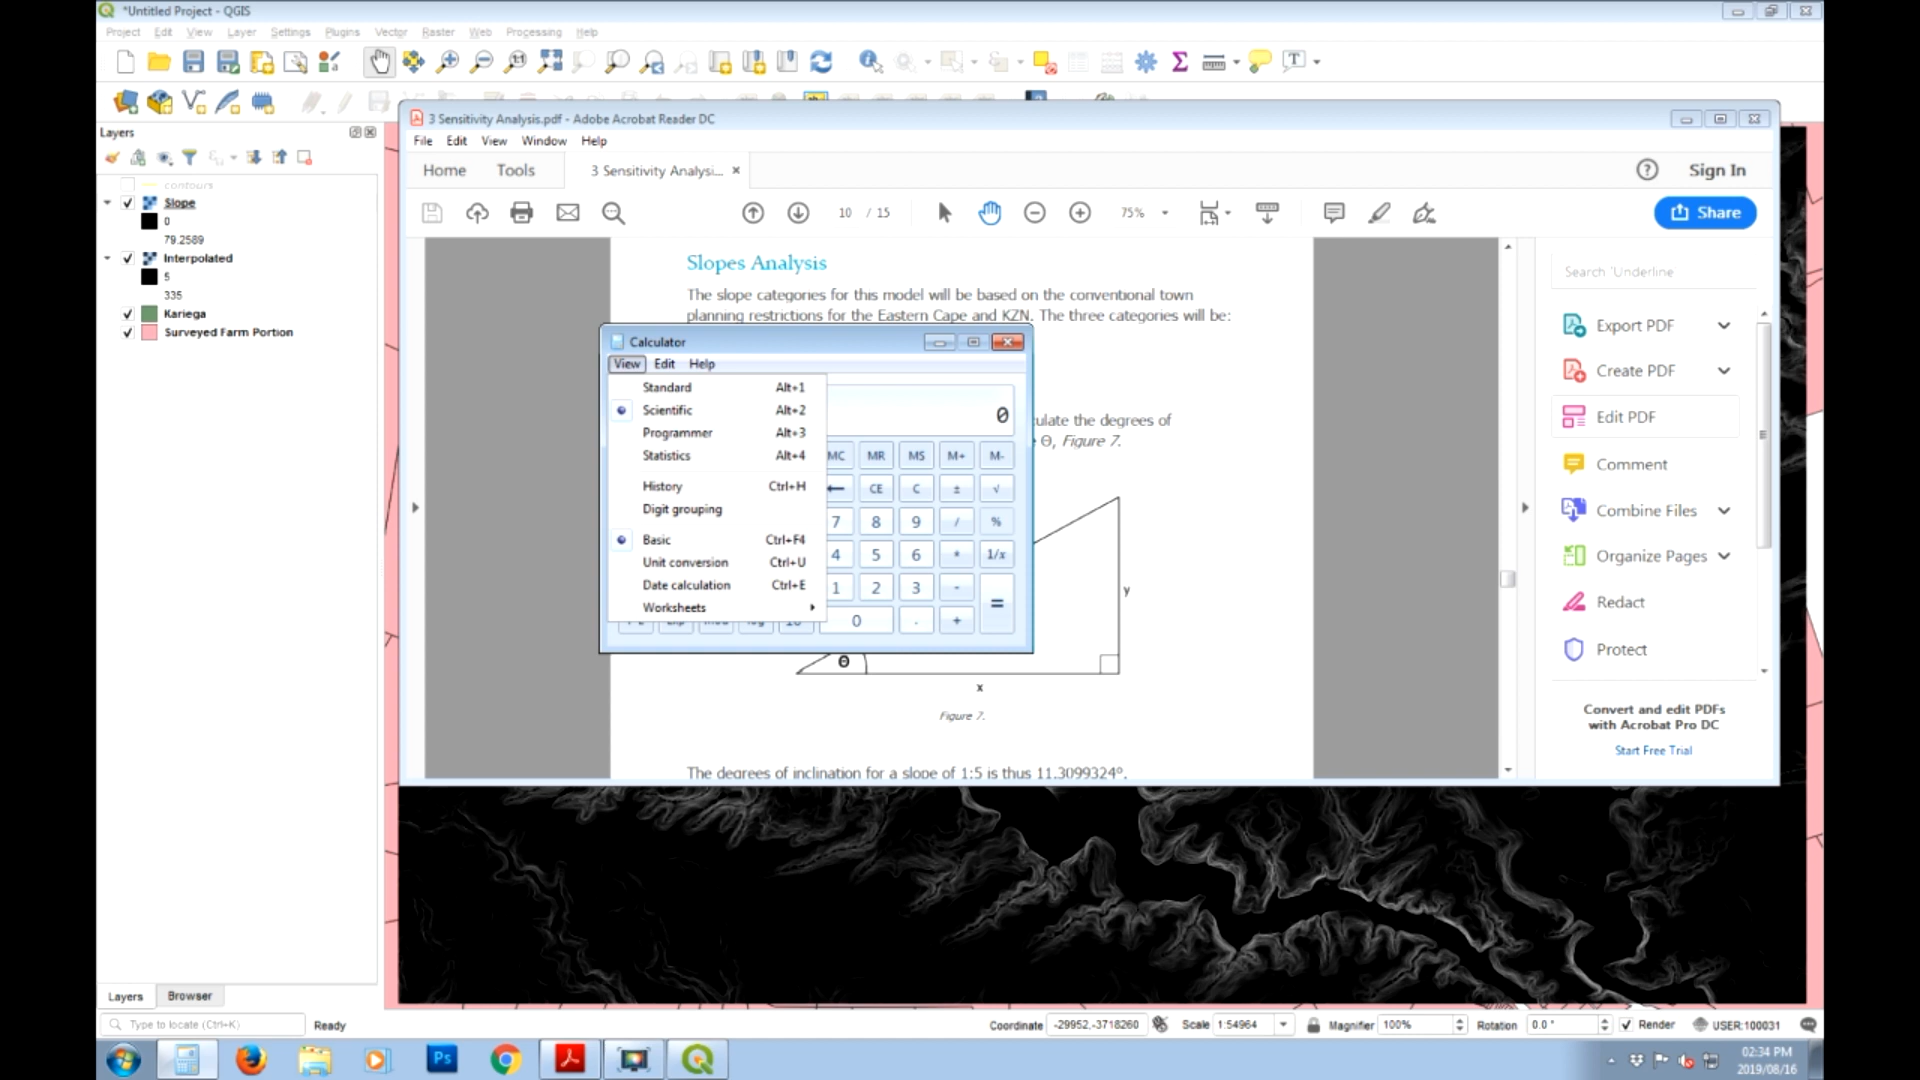 *Untitled Project - QGIS
Project Edit View Layer Settings Plugins Vector Raster Web Processing Help
Layers
contours
Slope
0
79.2589
Interpolated
5
335
Kariega
Surveyed Farm Portion
3 Sensitivity Analysis.pdf - Adobe Acrobat Reader DC
File Edit View Window Help
Home Tools 3 Sensitivity Analysi... × Sign In
10 / 15 75% Share
Slopes Analysis
The slope categories for this model will be based on the conventional town
planning restrictions for the Eastern Cape and KZN. The three categories will be:
ulate the degrees of
Θ, Figure 7.
y
Θ
x
Figure 7.
The degrees of inclination for a slope of 1:5 is thus 11.3099324º.
Calculator
View Edit Help
Standard Alt+1
Scientific Alt+2
Programmer Alt+3
Statistics Alt+4
History Ctrl+H
Digit grouping
Basic Ctrl+F4
Unit conversion Ctrl+U
Date calculation Ctrl+E
Worksheets
0
MC MR MS M+ M-
← CE C ± √
7 8 9 / %
4 5 6 * 1/x
1 2 3 - =
0 . +
Search 'Underline
Export PDF
Create PDF
Edit PDF
Comment
Combine Files
Organize Pages
Redact
Protect
Convert and edit PDFs
with Acrobat Pro DC
Start Free Trial
Layers Browser
Type to locate (Ctrl+K) Ready Coordinate -29952,-3718260 Scale 1:54964 Magnifier 100% Rotation 0.0 ° Render USER:100031
Ps
02:34 PM
2019/08/16